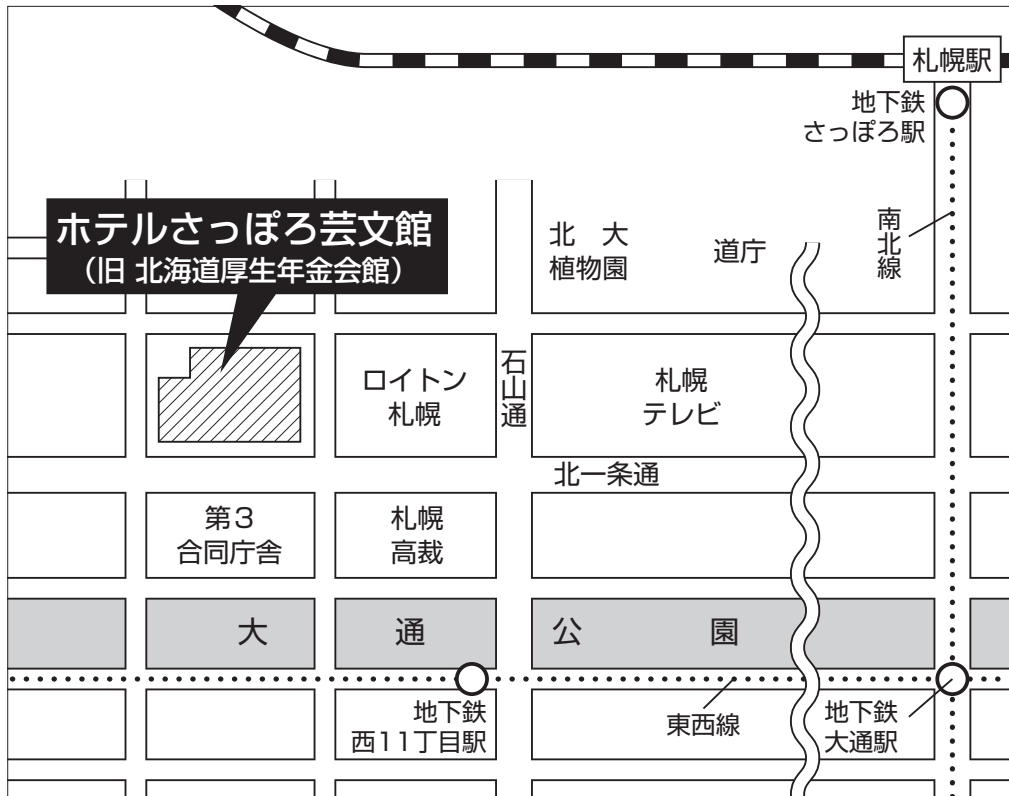 札幌駅
地下鉄
さっぽろ駅
ホテルさっぽろ芸文館
（旧 北海道厚生年金会館）
北 大
植物園
道庁
南北線
ロイトン
札幌
石山通
札幌
テレビ
北一条通
第3
合同庁舎
札幌
高裁
大 通 公 園
地下鉄
西11丁目駅
東西線
地下鉄
大通駅